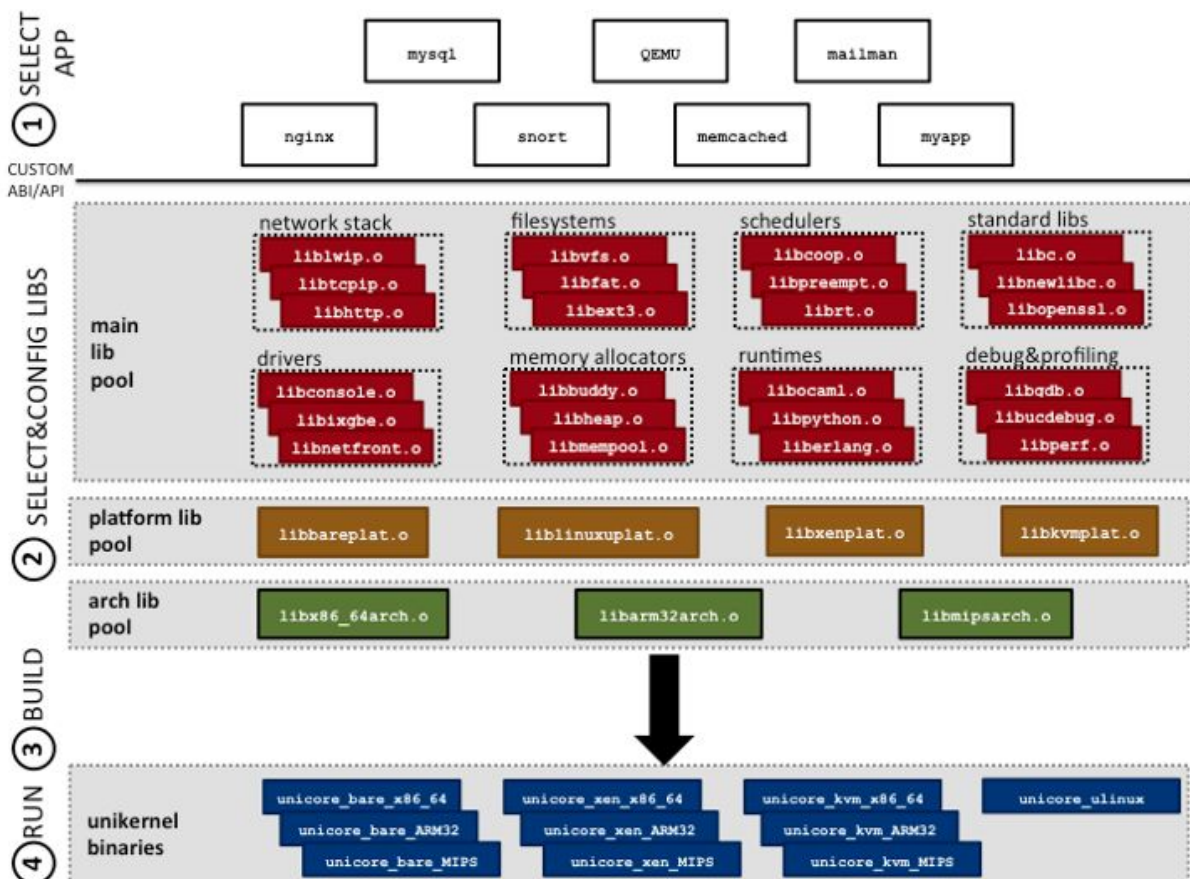 1 SELECT APP
mysql
QEMU
mailman
nginx
snort
memcached
myapp
CUSTOM
ABI/API
2 SELECT&CONFIG LIBS
main
lib
pool
network stack
liblwip.o
libtcpip.o
libhttp.o
filesystems
libvfs.o
libfat.o
libext3.o
schedulers
libcoop.o
libpreempt.o
librt.o
standard libs
libc.o
libnewlibc.o
libopenssl.o
drivers
libconsole.o
libixgbe.o
libnetfront.o
memory allocators
libbuddy.o
libheap.o
libmempool.o
runtimes
libocaml.o
libpython.o
liberlang.o
debug&profiling
libgdb.o
libucdebug.o
libperf.o
platform lib
pool
libbareplat.o
liblinuxuplat.o
libxenplat.o
libkvmplat.o
arch lib
pool
libx86_64arch.o
libarm32arch.o
libmipsarch.o
3 BUILD
4 RUN
unikernel
binaries
unicore_bare_x86_64
unicore_bare_ARM32
unicore_bare_MIPS
unicore_xen_x86_64
unicore_xen_ARM32
unicore_xen_MIPS
unicore_kvm_x86_64
unicore_kvm_ARM32
unicore_kvm_MIPS
unicore_ulinux